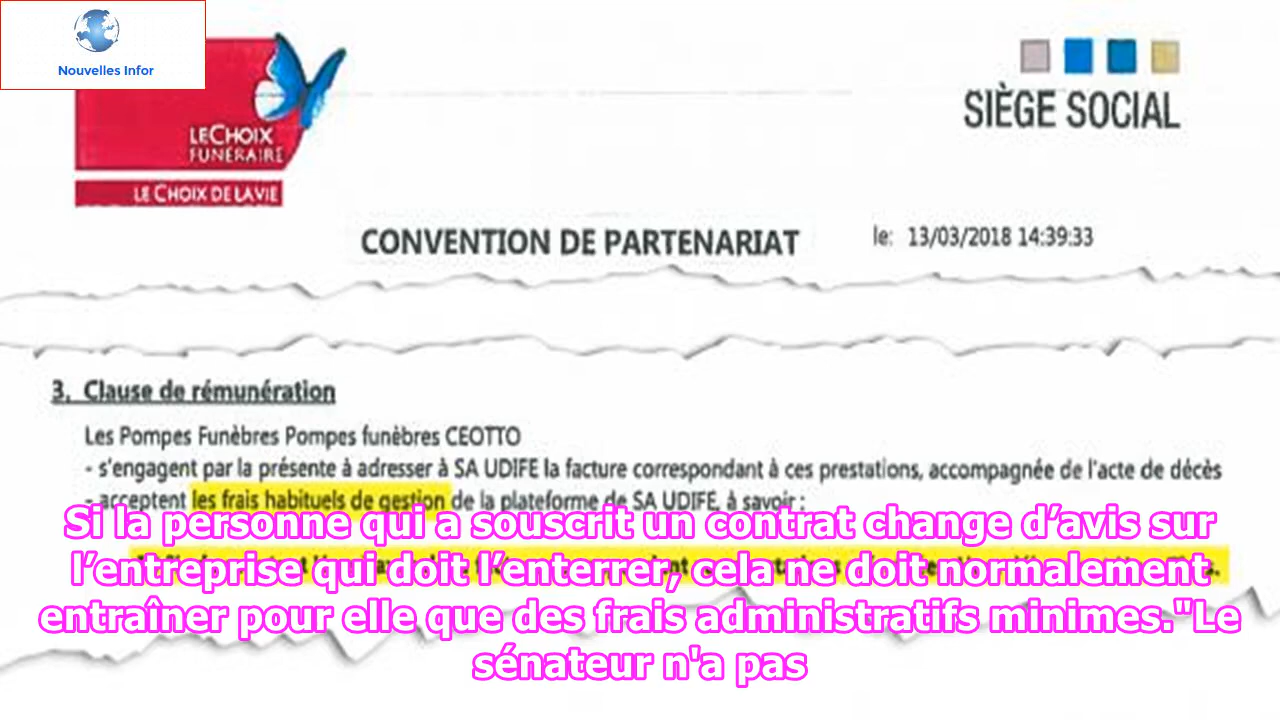 Nouvelles Infor
LECHOIX
FUNÉRAIRE
LE CHOIX DE LA VIE
SIÈGE SOCIAL
CONVENTION DE PARTENARIAT
le: 13/03/2018 14:39:33
3. Clause de rémunération
Les Pompes Funèbres Pompes funèbres CEOTTO
- s'engagent par la présente à adresser à SA UDIFE la facture correspondant à ces prestations, accompagnée de l'acte de décès
- acceptent les frais habituels de gestion de la plateforme de SA UDIFE, à savoir :
Si la personne qui a souscrit un contrat change d’avis sur
l’entreprise qui doit l’enterrer, cela ne doit normalement
entraîner pour elle que des frais administratifs minimes."Le
sénateur n'a pas